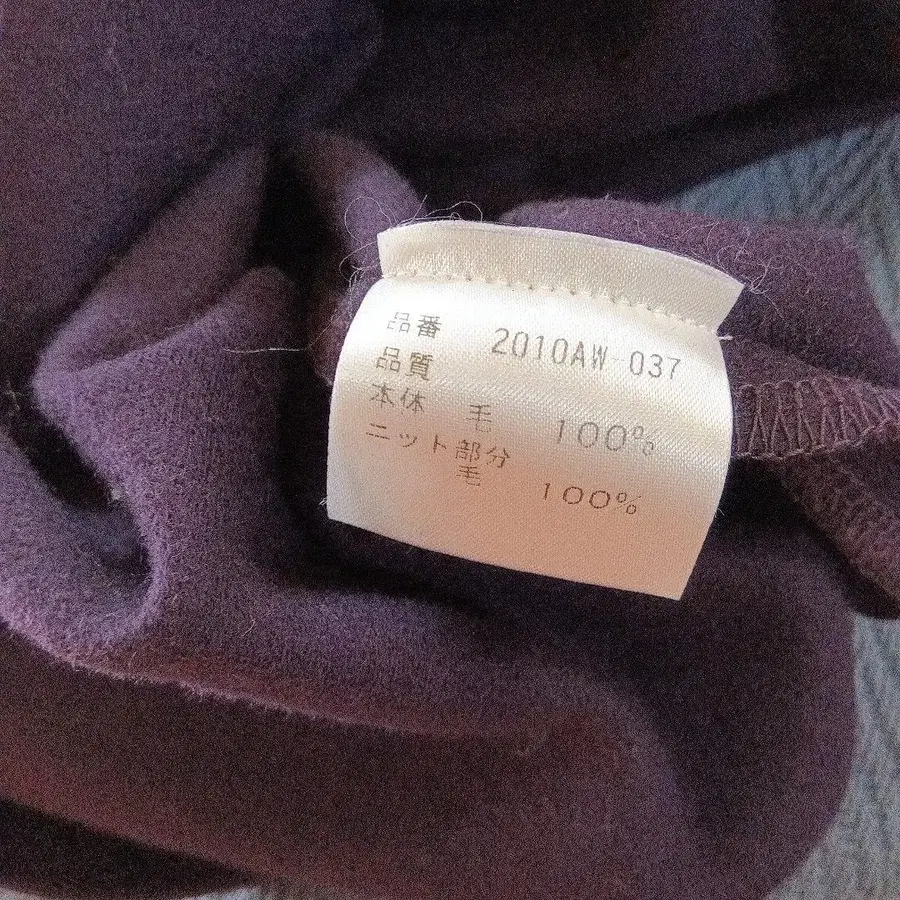 品番 2010AW-037
品質
本体 毛 100%
ニット部分
毛 100%